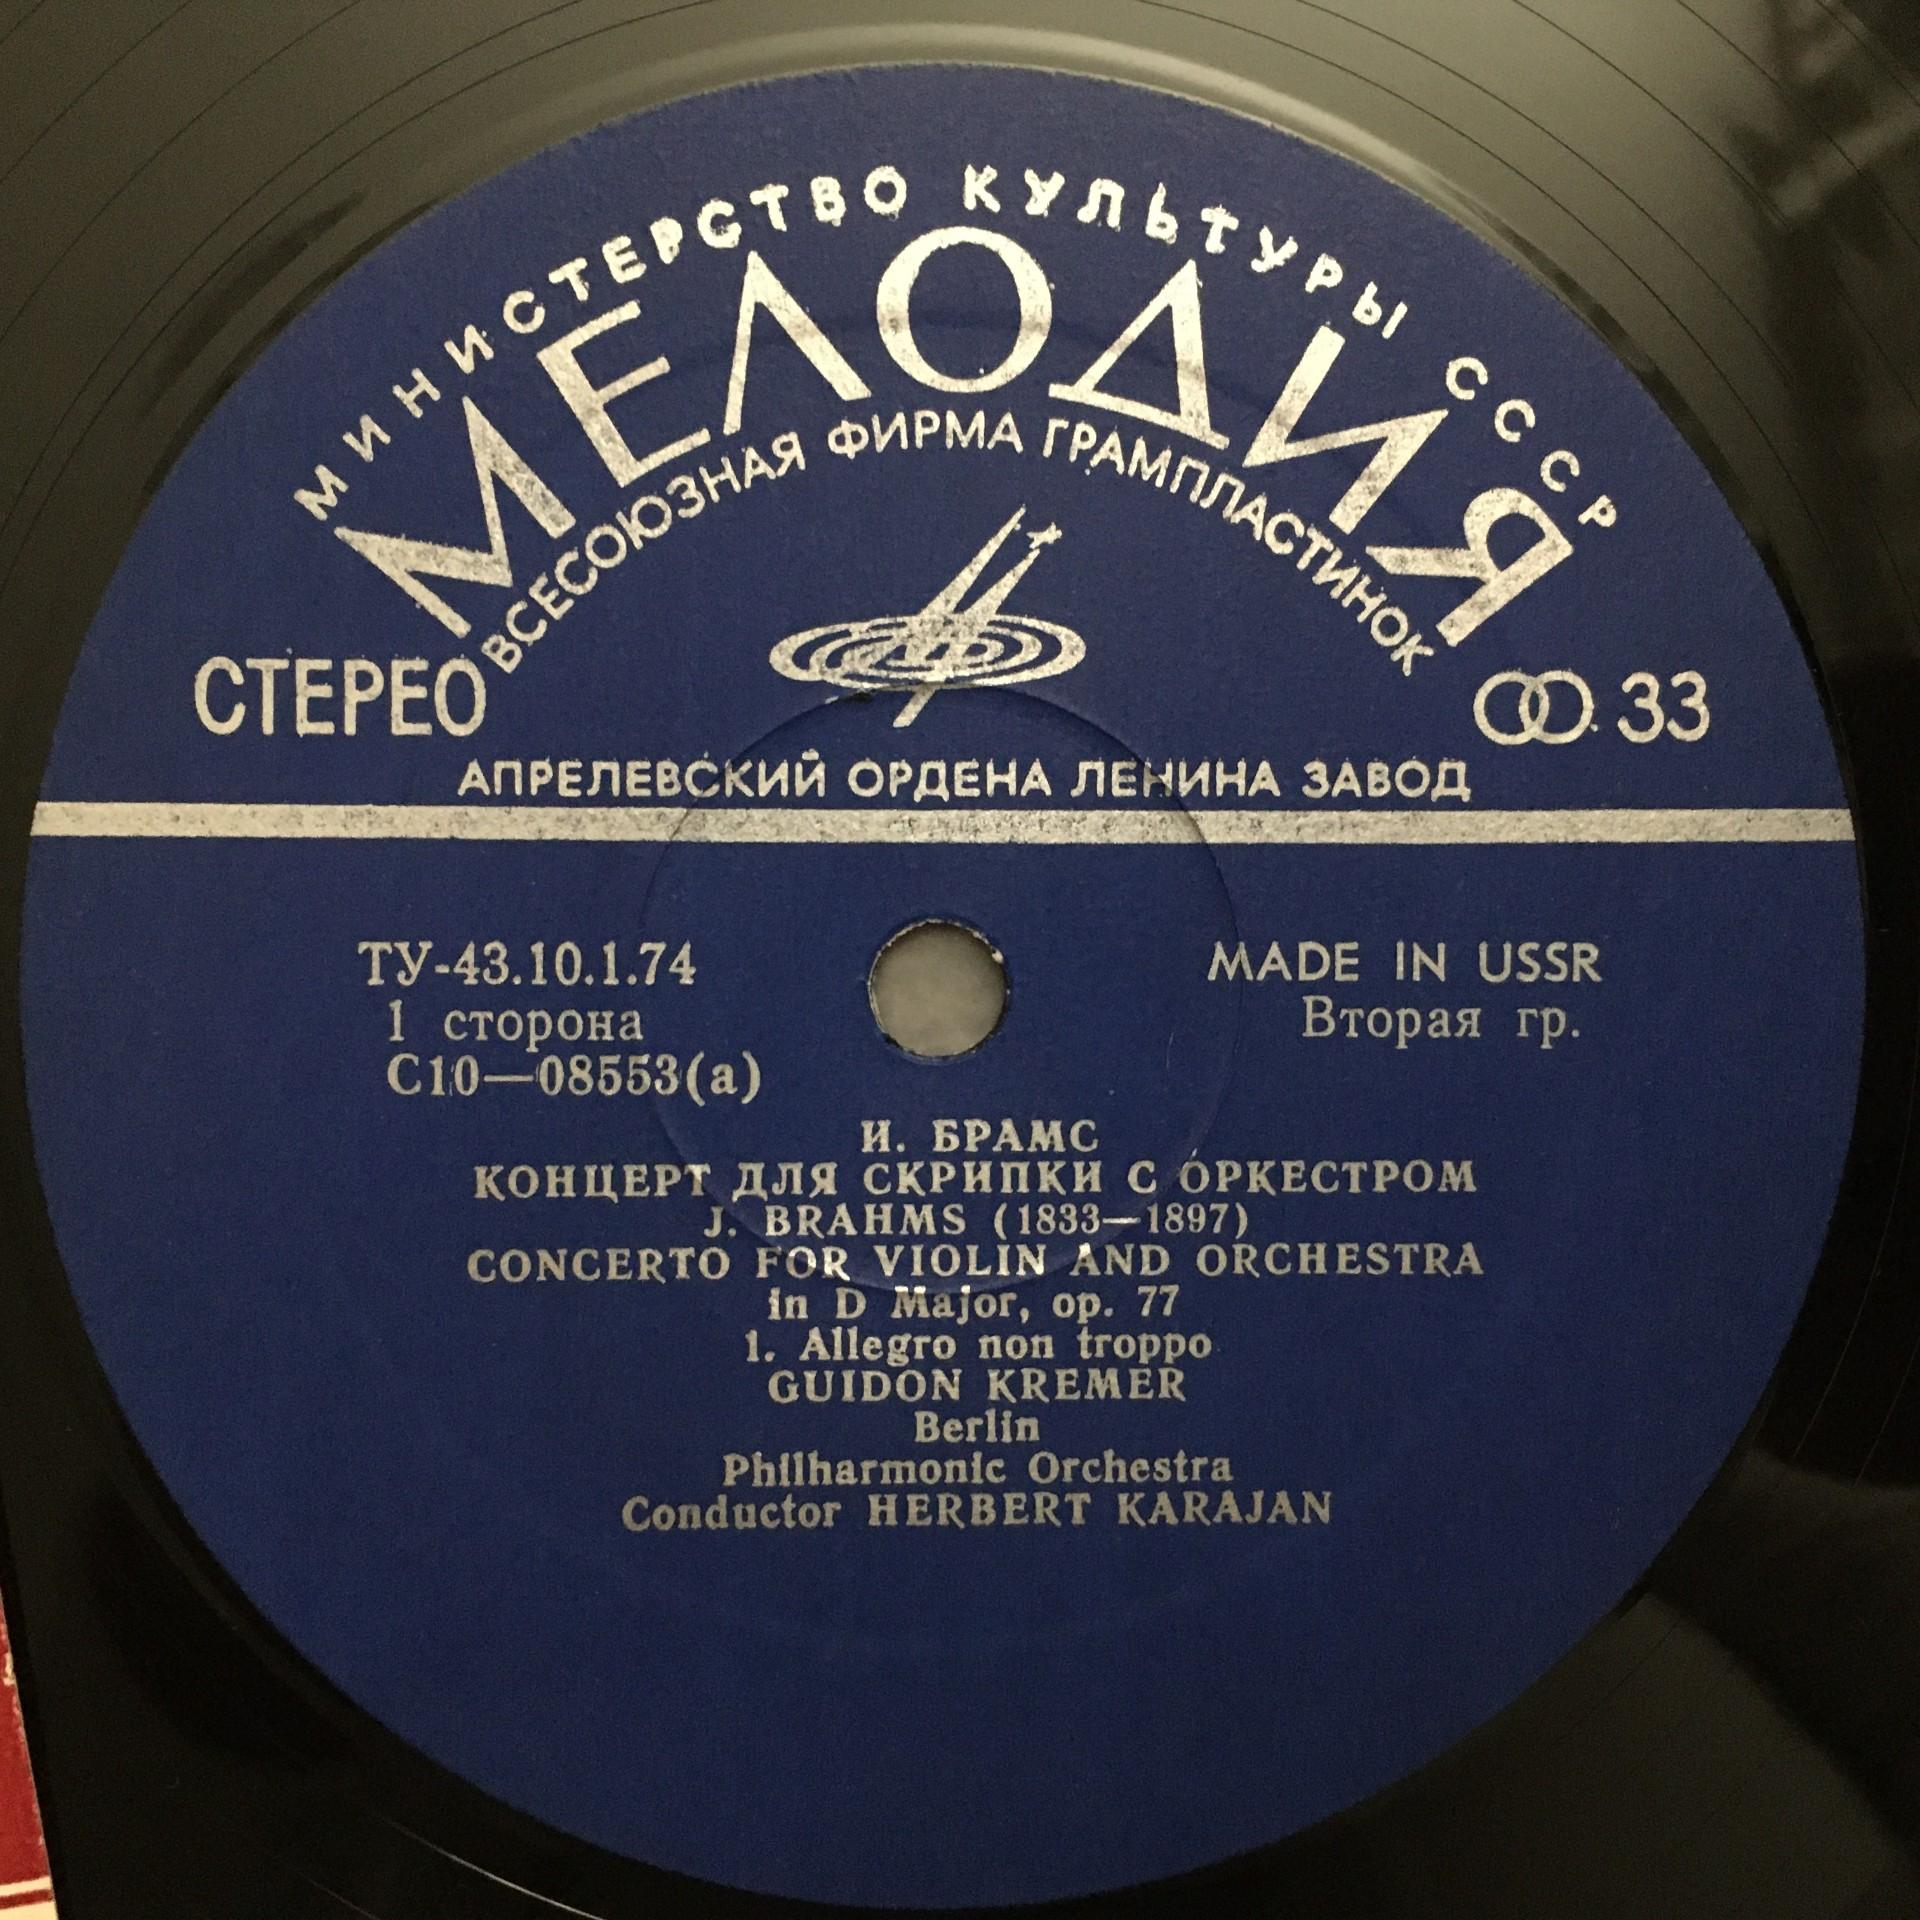 МИНИСТЕРСТВО КУЛЬТУРЫ СССР
МЕЛОДИЯ
ВСЕСОЮЗНАЯ ФИРМА ГРАМПЛАСТИНОК
СТЕРЕО
33
АПРЕЛЕВСКИЙ ОРДЕНА ЛЕНИНА ЗАВОД
ТУ-43.10.1.74
MADE IN USSR
1 сторона
Вторая гр.
С10—08553(а)
И. БРАМС
КОНЦЕРТ ДЛЯ СКРИПКИ С ОРКЕСТРОМ
J. BRAHMS (1833—1897)
CONCERTO FOR VIOLIN AND ORCHESTRA
in D Major, op. 77
1. Allegro non troppo
GUIDON KREMER
Berlin
Philharmonic Orchestra
Conductor HERBERT KARAJAN